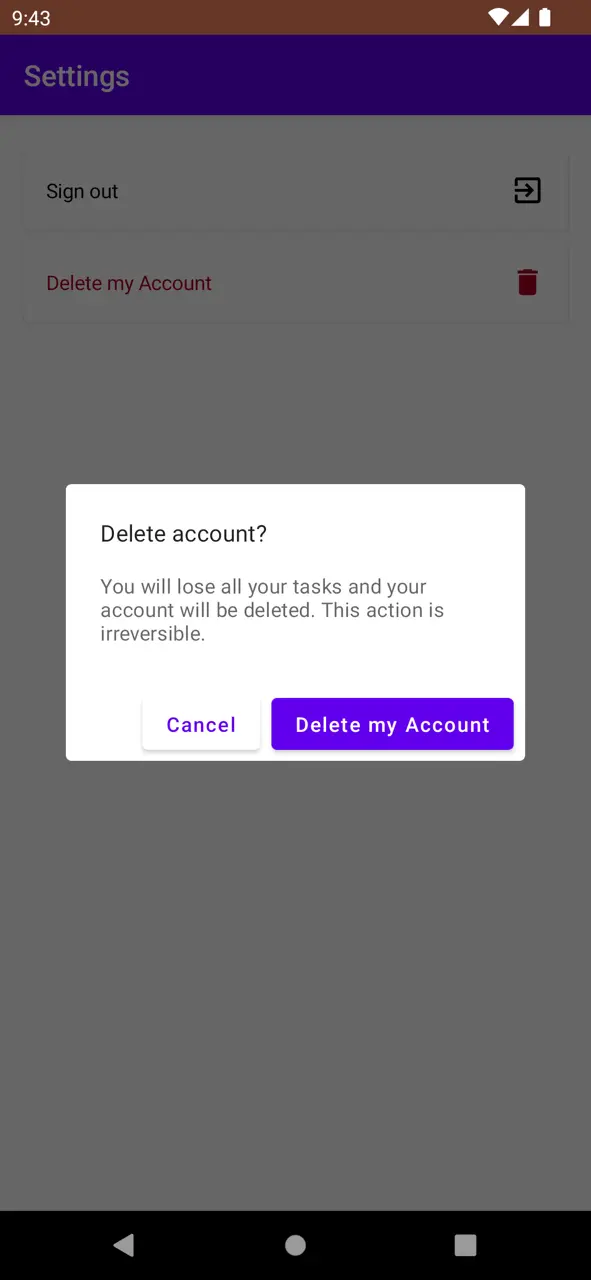 9:43
Settings
Sign out
Delete my Account
Delete account?
You will lose all your tasks and your
account will be deleted. This action is
irreversible.
Cancel
Delete my Account